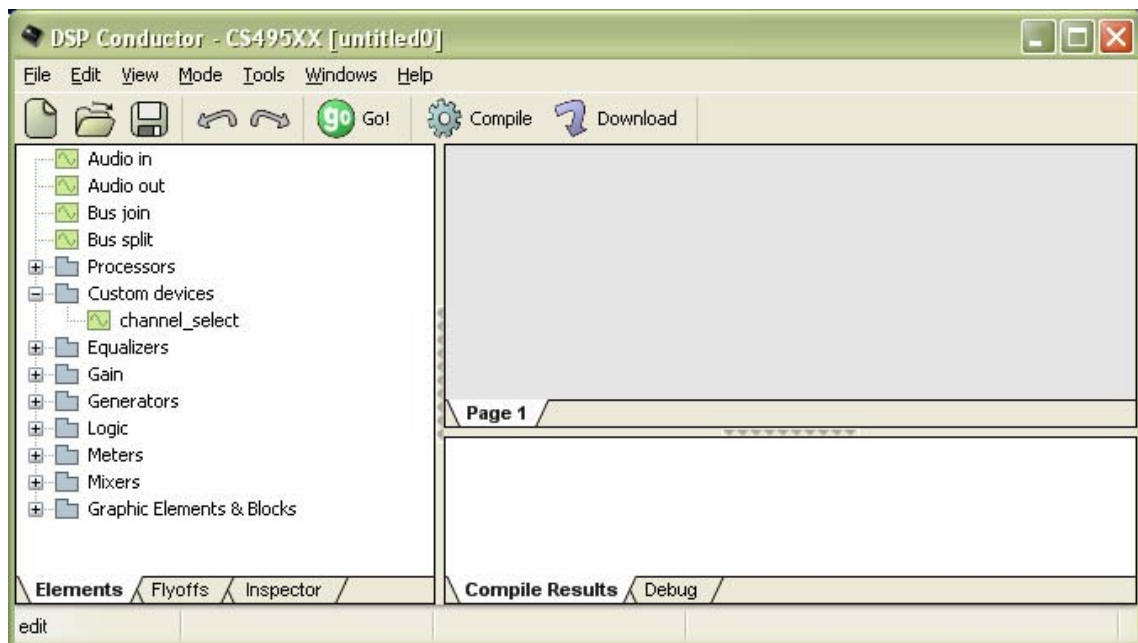 DSP Conductor - CS495XX [untitled0]
File Edit View Mode Tools Windows Help
go Go! Compile Download
Audio in
Audio out
Bus join
Bus split
Processors
Custom devices
channel_select
Equalizers
Gain
Generators
Logic
Meters
Mixers
Graphic Elements & Blocks
Elements Flyoffs Inspector
Page 1
Compile Results Debug
edit